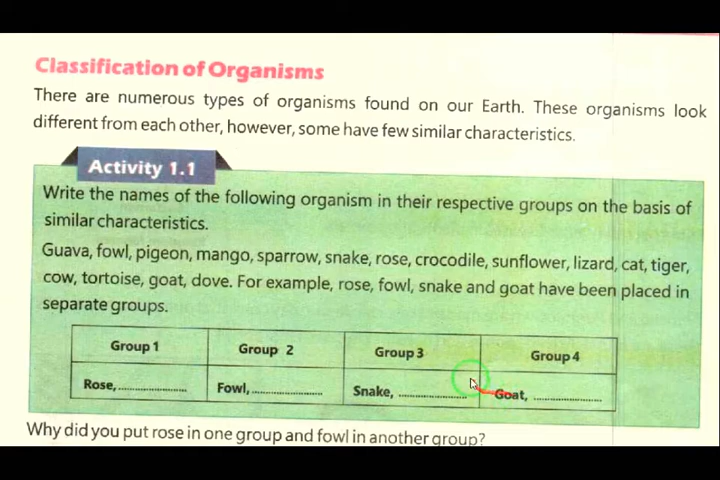 Classification of Organisms
There are numerous types of organisms found on our Earth. These organisms look
different from each other, however, some have few similar characteristics.
Activity 1.1
Write the names of the following organism in their respective groups on the basis of
similar characteristics.
Guava, fowl, pigeon, mango, sparrow, snake, rose, crocodile, sunflower, lizard, cat, tiger,
cow, tortoise, goat, dove. For example, rose, fowl, snake and goat have been placed in
separate groups.
Group 1 Group 2 Group 3 Group 4
Rose, .................... Fowl, .................... Snake, .................... Goat, ....................
Why did you put rose in one group and fowl in another group?